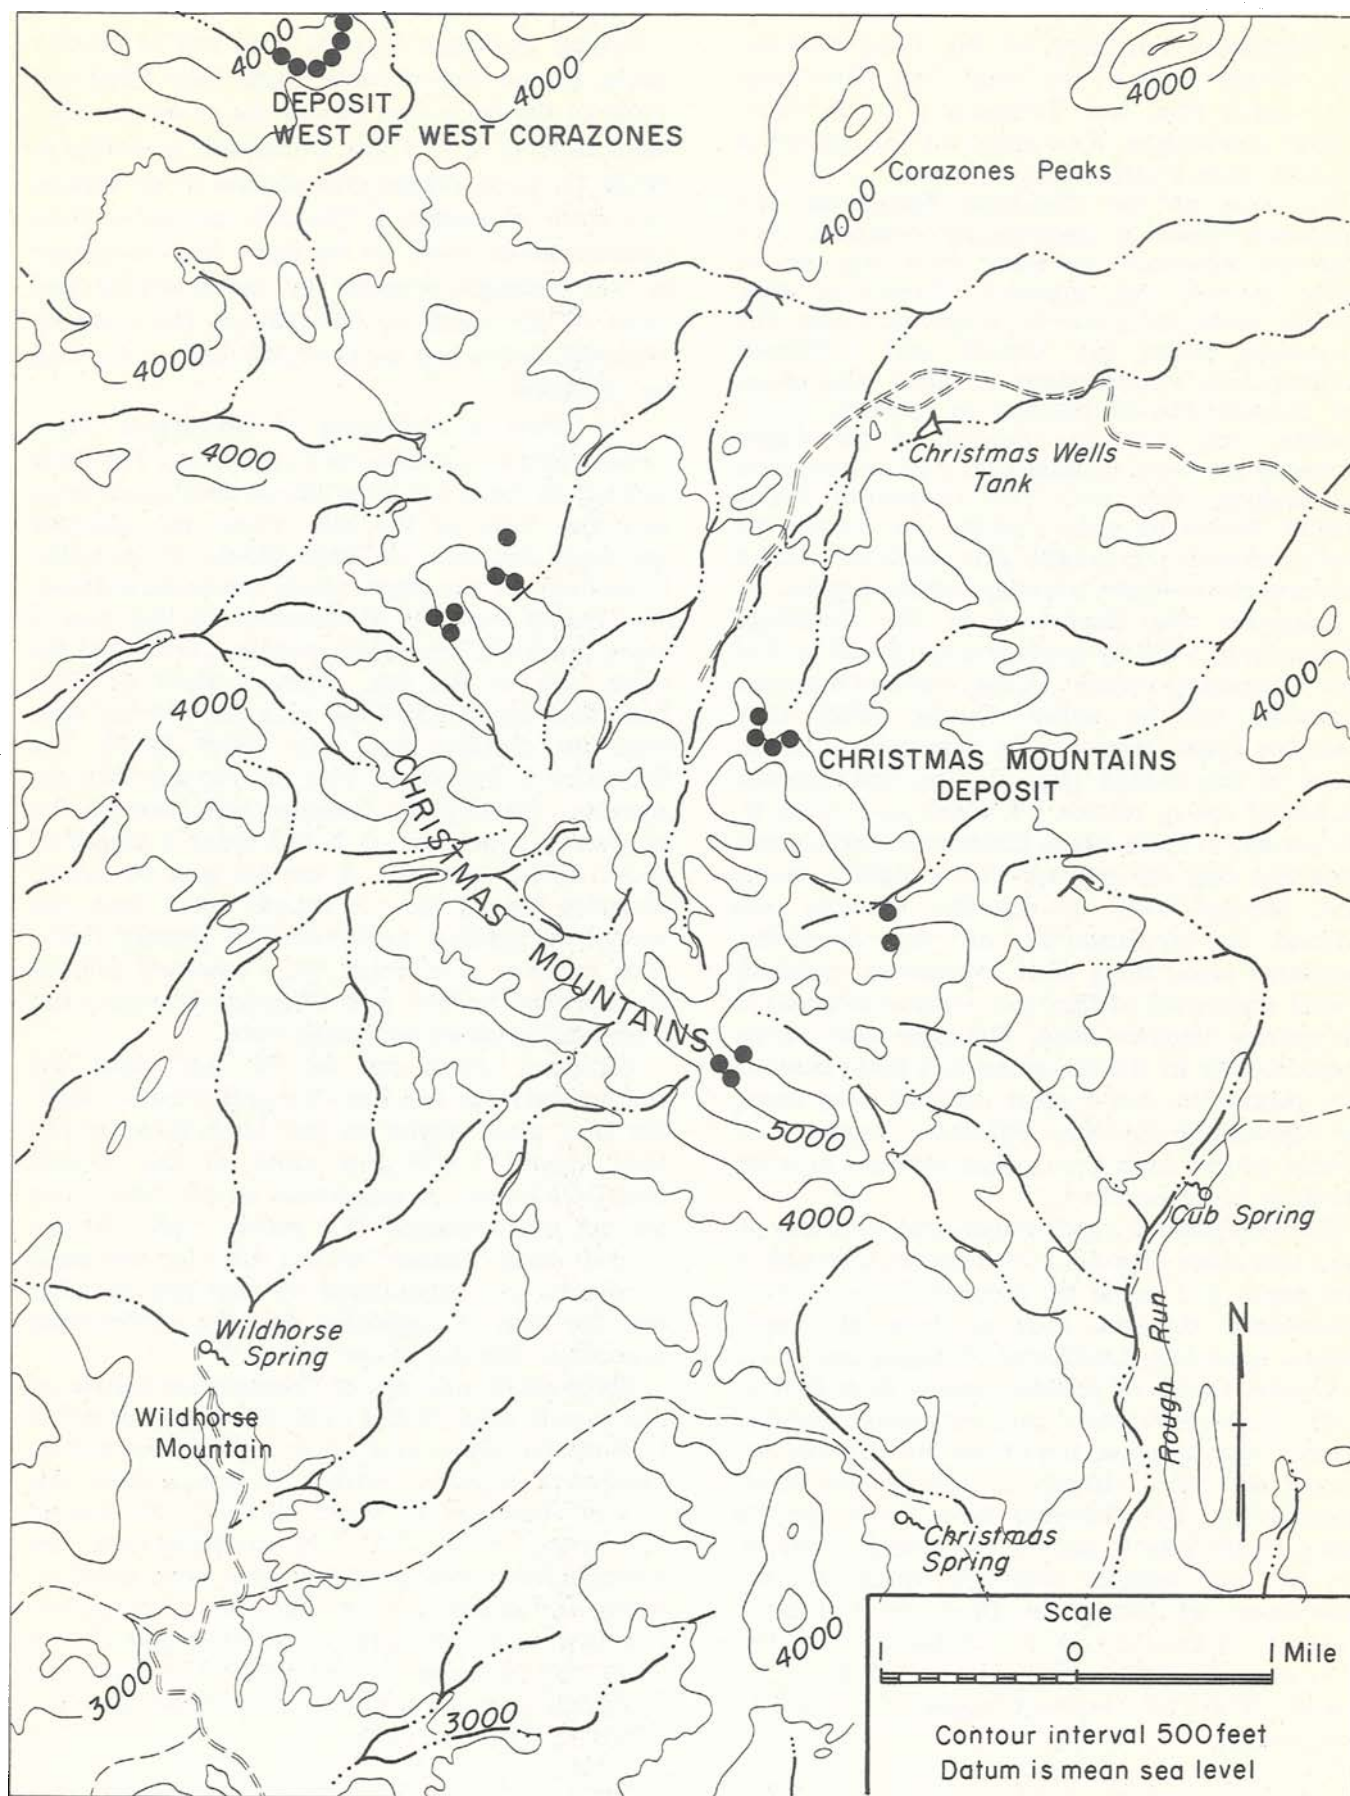 4000
4000
4000
DEPOSIT
WEST OF WEST CORAZONES
Corazones Peaks
4000
4000
4000
Christmas Wells
Tank
4000
4000
CHRISTMAS MOUNTAINS
DEPOSIT
CHRISTMAS
MOUNTAINS
5000
4000
Cub Spring
Wildhorse
Spring
N
Rough Run
Wildhorse
Mountain
Christmas
Spring
4000
3000
3000
Scale
1 0 1 Mile
Contour interval 500 feet
Datum is mean sea level